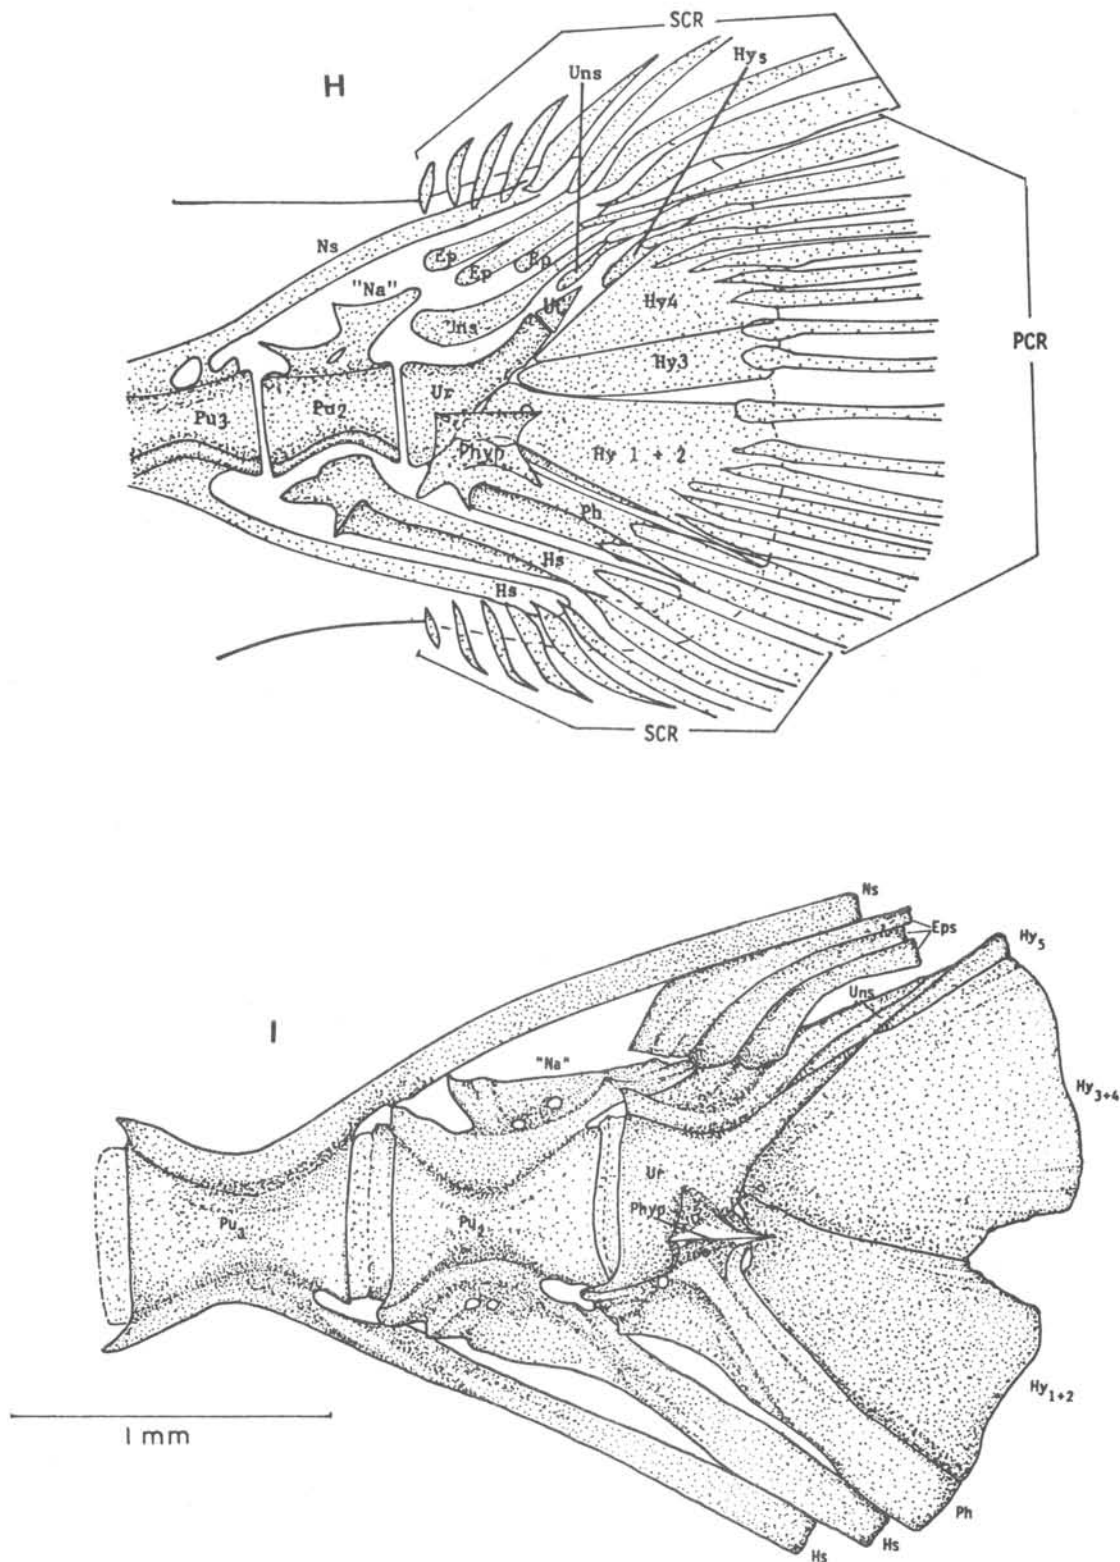 SCR
H
Uns
Hy5
Ns
Ep
Ep
Ep
"Na"
Uns
Ur
Hy4
Hy3
PCR
Pu3
Pu2
Ur
Phyp
Hy 1 + 2
Ph
Hs
Hs
SCR
Ns
Eps
Hy5
Uns
I
"Na"
Hy3+4
Ur
Phyp
Pu3
Pu2
Hy1+2
1 mm
Ph
Hs
Hs